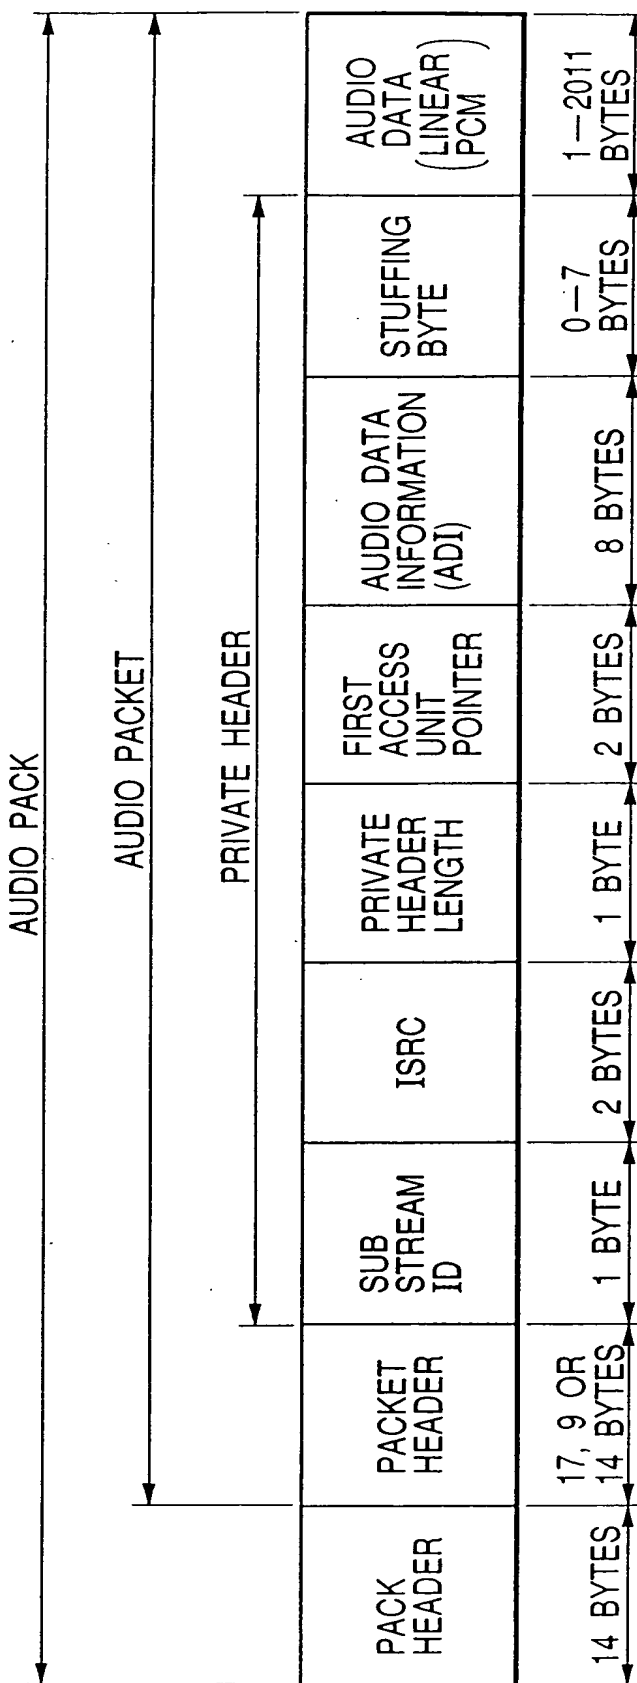 AUDIO PACK
AUDIO PACKET
PRIVATE HEADER
PACK
HEADER
PACKET
HEADER
SUB
STREAM
ID
ISRC
PRIVATE
HEADER
LENGTH
FIRST
ACCESS
UNIT
POINTER
AUDIO DATA
INFORMATION
(ADI)
STUFFING
BYTE
AUDIO
DATA
(LINEAR
PCM)
14 BYTES
17, 9 OR
14 BYTES
1 BYTE
2 BYTES
1 BYTE
2 BYTES
8 BYTES
0–7
BYTES
1–2011
BYTES